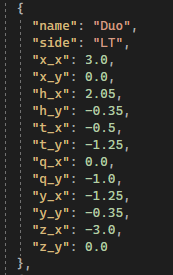 {
"name": "Duo",
"side": "LT",
"x_x": 3.0,
"x_y": 0.0,
"h_x": 2.05,
"h_y": -0.35,
"t_x": -0.5,
"t_y": -1.25,
"q_x": 0.0,
"q_y": -1.0,
"y_x": -1.25,
"y_y": -0.35,
"z_x": -3.0,
"z_y": 0.0
},